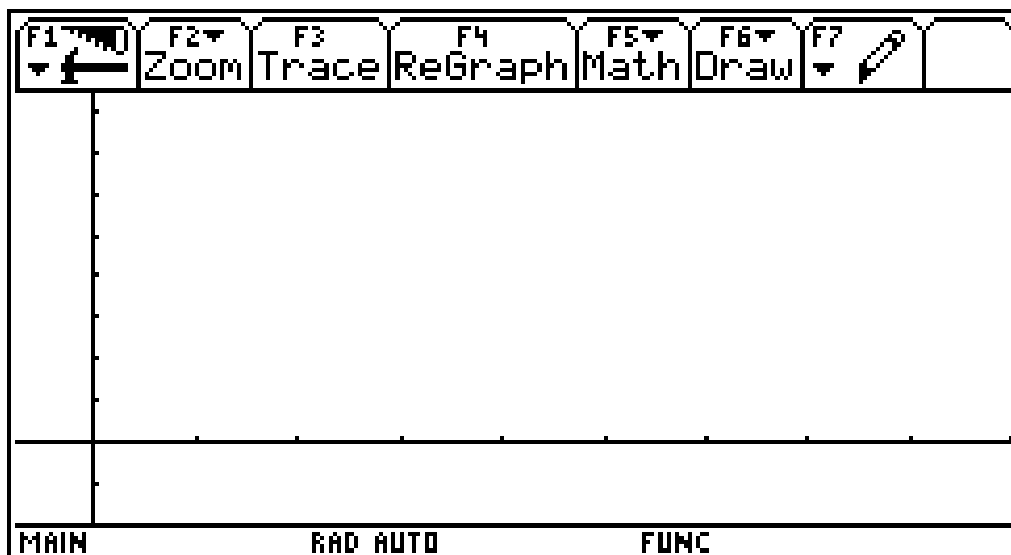 F1 F2 F3 F4 F5 F6 F7
Zoom Trace ReGraph Math Draw
MAIN RAD AUTO FUNC